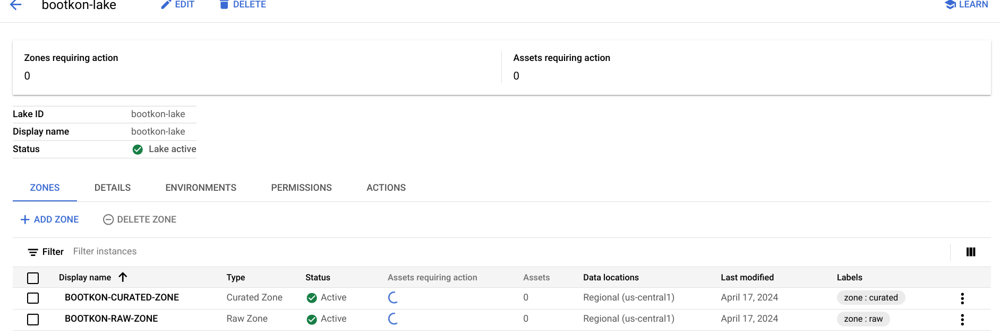 bootkon-lake EDIT DELETE LEARN
Zones requiring action Assets requiring action
0 0
Lake ID bootkon-lake
Display name bootkon-lake
Status Lake active
ZONES DETAILS ENVIRONMENTS PERMISSIONS ACTIONS
ADD ZONE DELETE ZONE
Filter Filter instances
Display name Type Status Assets requiring action Assets Data locations Last modified Labels
BOOTKON-CURATED-ZONE Curated Zone Active 0 Regional (us-central1) April 17, 2024 zone : curated
BOOTKON-RAW-ZONE Raw Zone Active 0 Regional (us-central1) April 17, 2024 zone : raw